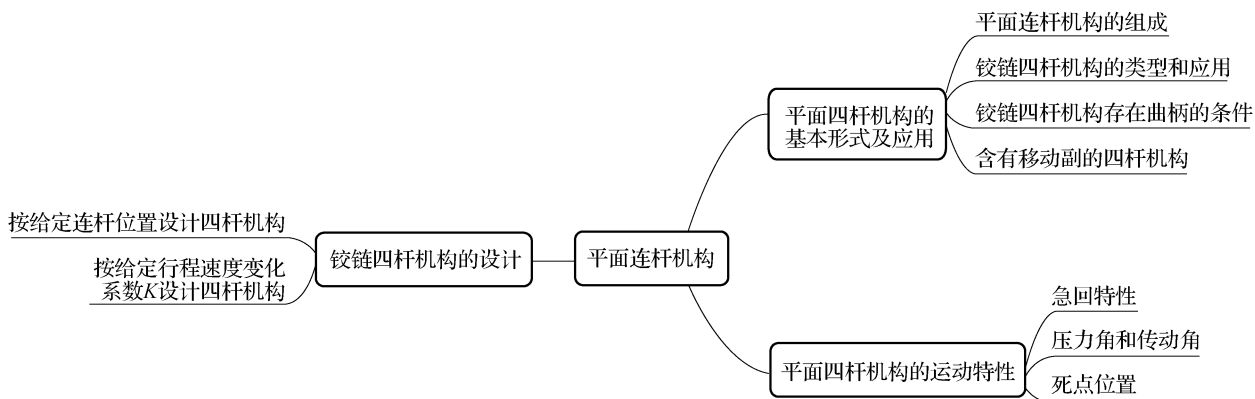 平面连杆机构的组成
铰链四杆机构的类型和应用
平面四杆机构的
基本形式及应用
铰链四杆机构存在曲柄的条件
含有移动副的四杆机构
按给定连杆位置设计四杆机构
铰链四杆机构的设计
平面连杆机构
按给定行程速度变化
系数K设计四杆机构
急回特性
压力角和传动角
平面四杆机构的运动特性
死点位置